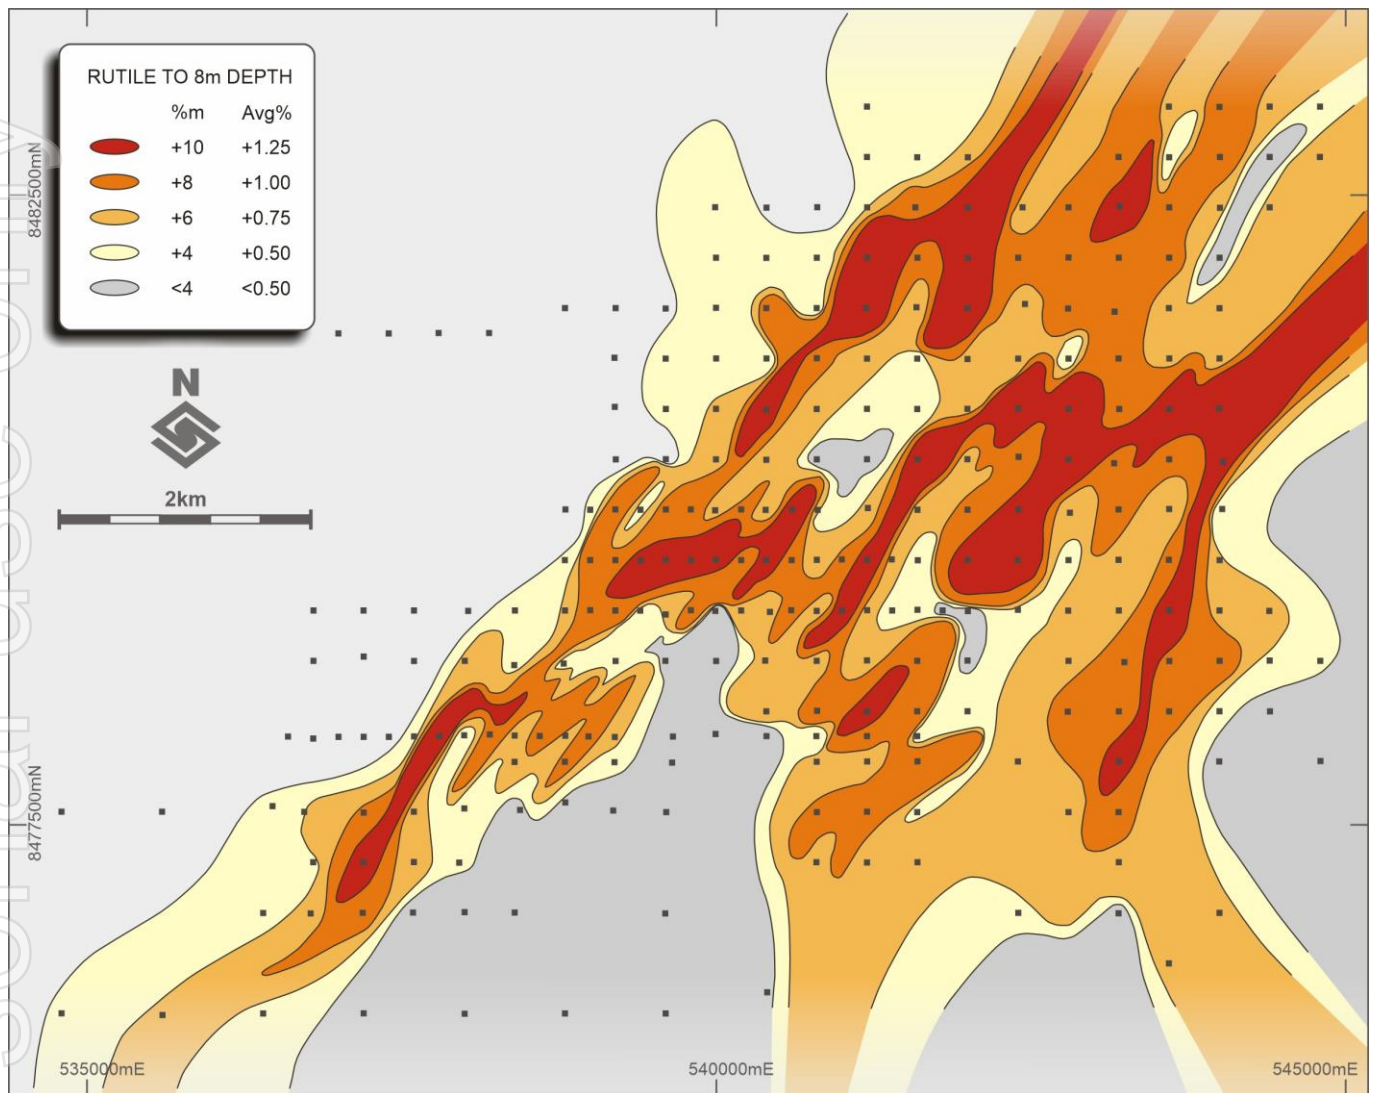 RUTILE TO 8m DEPTH
%m Avg%
+10 +1.25
+8 +1.00
+6 +0.75
+4 +0.50
<4 <0.50
8482500mN
N
2km
8477500mN
535000mE
540000mE
545000mE